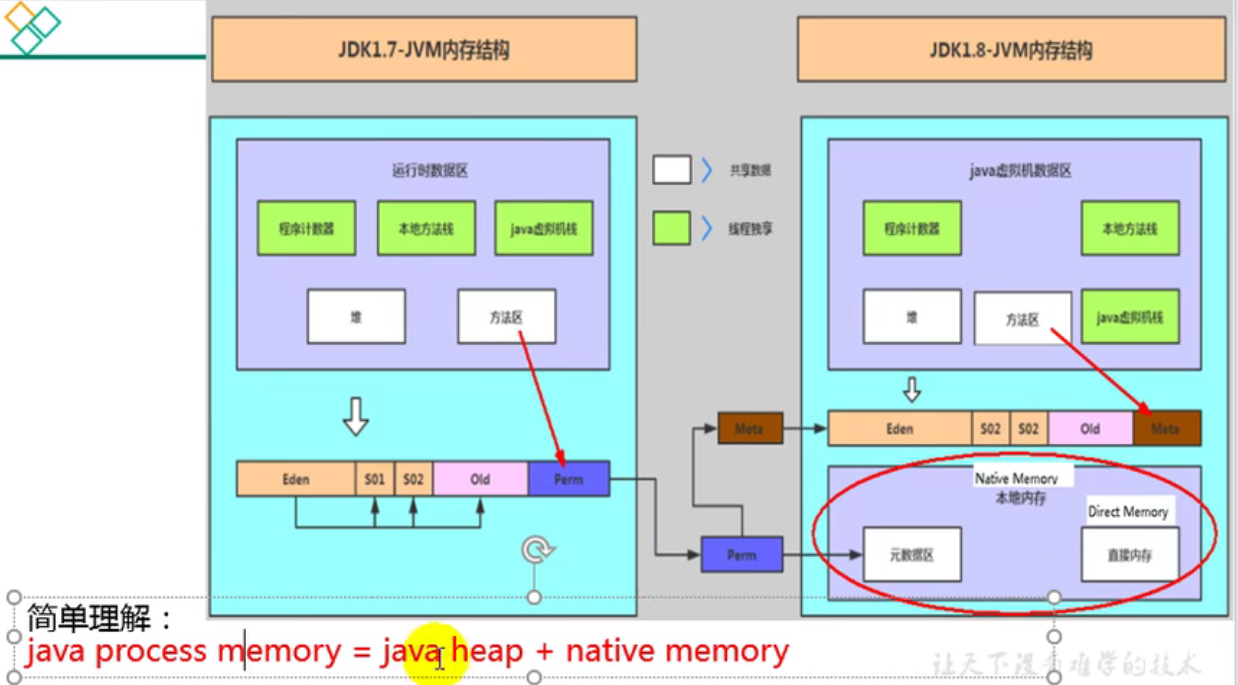 JDK1.7-JVM内存结构
JDK1.8-JVM内存结构
运行时数据区
程序计数器
本地方法栈
java虚拟机栈
堆
方法区
Eden
S01
S02
Old
Perm
共享数据
线程独享
Meta
Perm
java虚拟机数据区
程序计数器
本地方法栈
堆
方法区
java虚拟机栈
Eden
S02
S02
Old
Meta
Native Memory
本地内存
Direct Memory
元数据区
直接内存
简单理解：
java process memory = java heap + native memory
让天下没有难学的技术